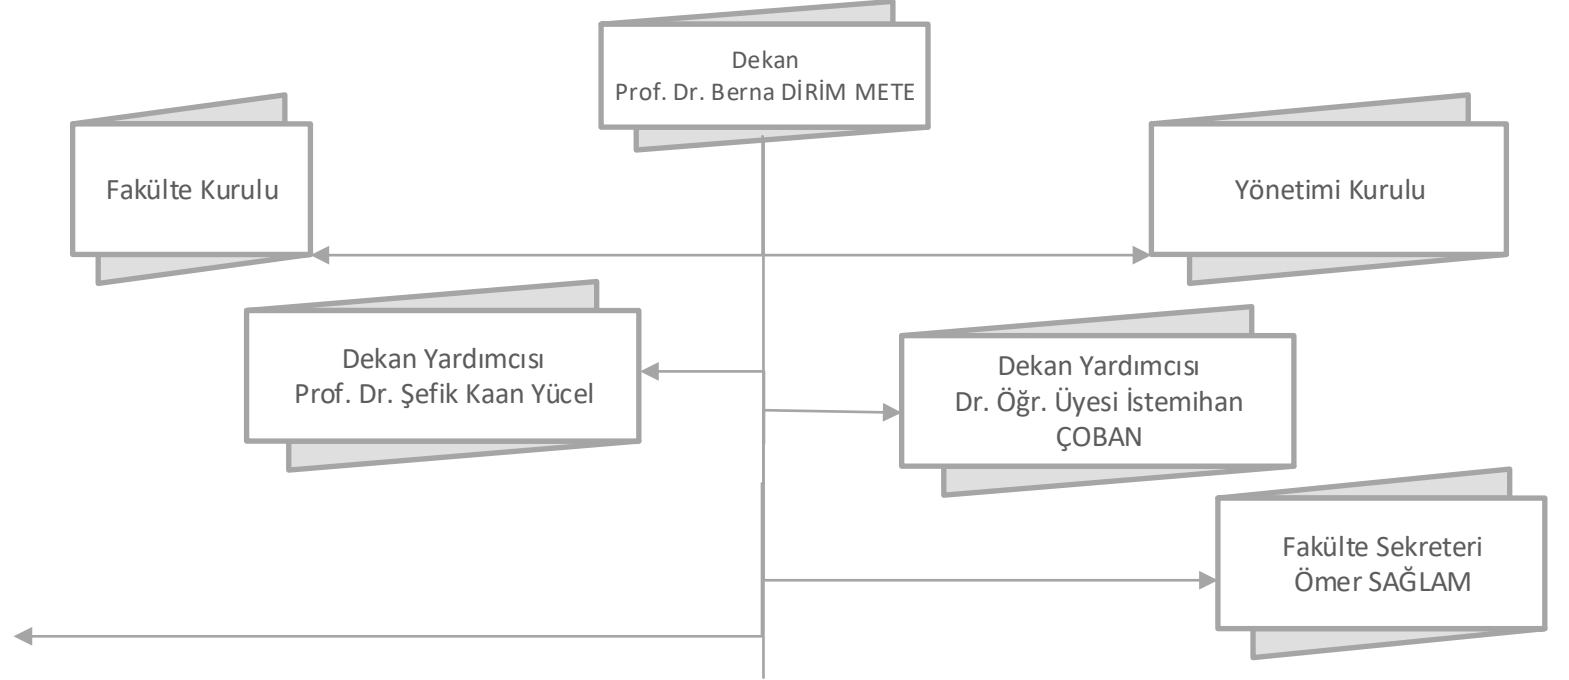 Dekan
Prof. Dr. Berna DİRİM METE
Fakülte Kurulu
Yönetimi Kurulu
Dekan Yardımcısı
Prof. Dr. Şefik Kaan Yücel
Dekan Yardımcısı
Dr. Öğr. Üyesi İstemihan
ÇOBAN
Fakülte Sekreteri
Ömer SAĞLAM